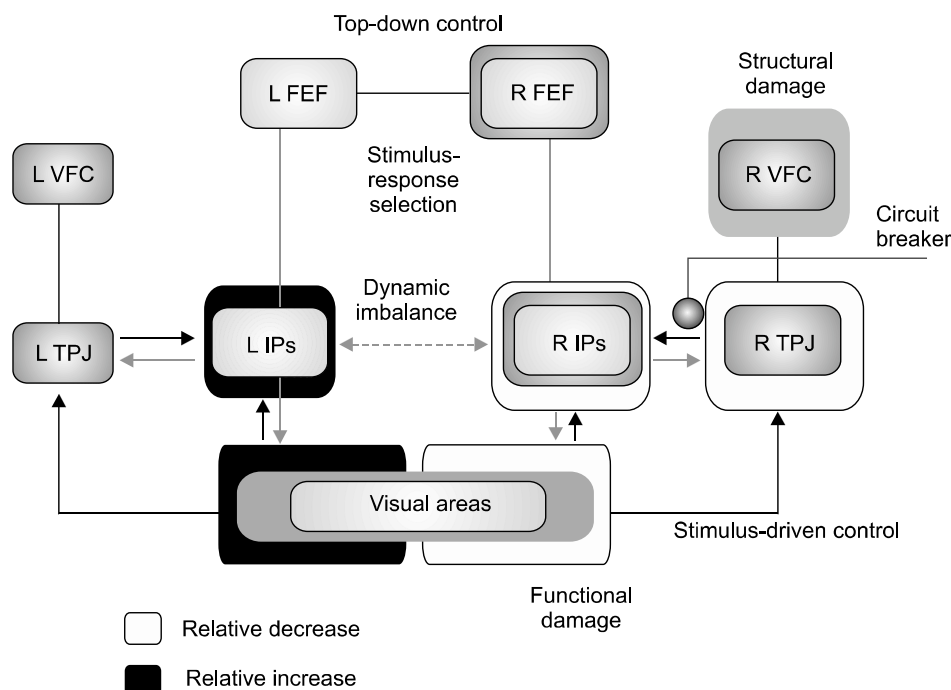 Top-down control
L FEF
R FEF
Structural
damage
L VFC
Stimulus-
response
selection
R VFC
Circuit
breaker
Dynamic
imbalance
L TPJ
L IPs
R IPs
R TPJ
Visual areas
Stimulus-driven control
Functional
damage
Relative decrease
Relative increase